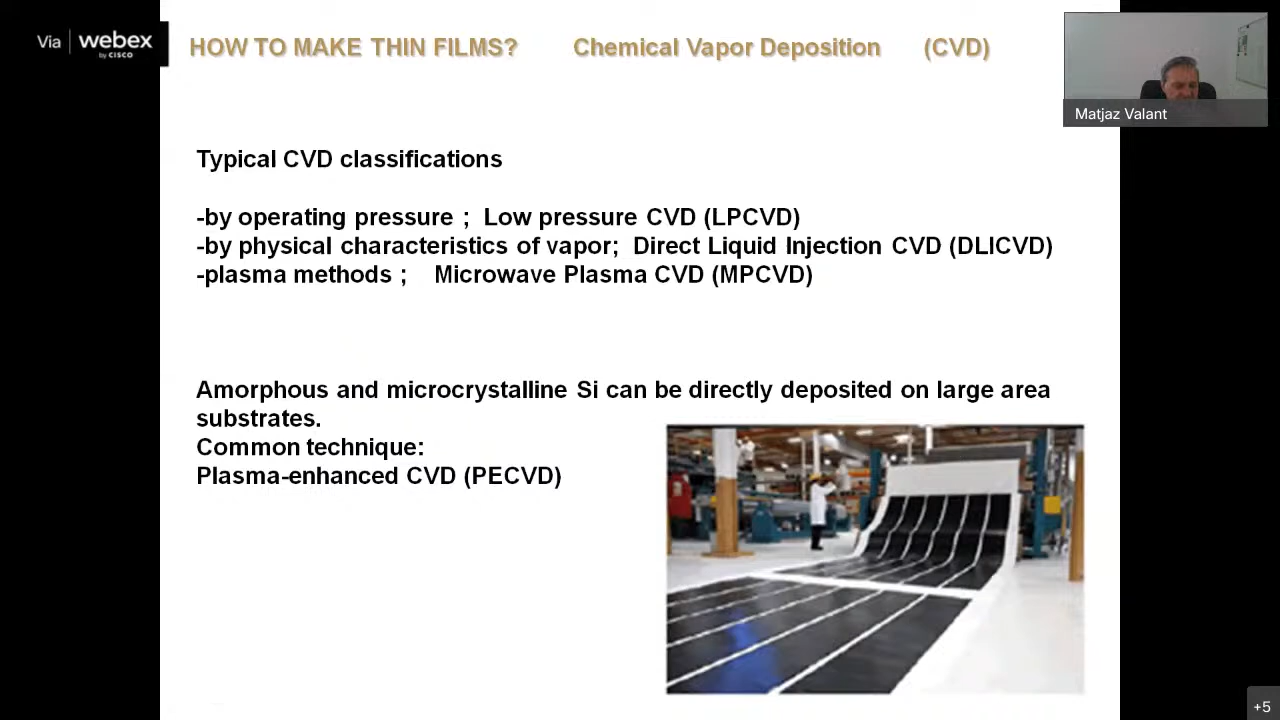 Via webex
by CISCO
HOW TO MAKE THIN FILMS? Chemical Vapor Deposition (CVD)
Matjaz Valant
Typical CVD classifications
-by operating pressure ; Low pressure CVD (LPCVD)
-by physical characteristics of vapor; Direct Liquid Injection CVD (DLICVD)
-plasma methods ; Microwave Plasma CVD (MPCVD)
Amorphous and microcrystalline Si can be directly deposited on large area
substrates.
Common technique:
Plasma-enhanced CVD (PECVD)
+5